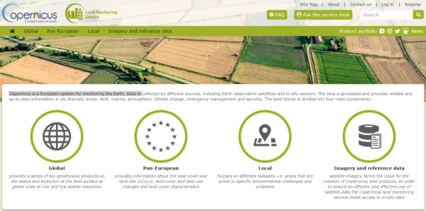 Site Map | About | Contact us | Log in | Register
Copernicus
Land Monitoring
Service
FAQ
Ask the service desk
Search
Global
Pan-European
Local
Imagery and reference data
Product portfolio
News
Copernicus is a European system for monitoring the Earth. Data is collected by different sources, including Earth observation satellites and in-situ sensors. The data is processed and provides reliable and
up-to-date information in six thematic areas: land, marine, atmosphere, climate change, emergency management and security. The land theme is divided into four main components:
Global
provides a series of bio-geophysical products on
the status and evolution of the land surface at
global scale at mid and low spatial resolution
Pan-European
provides information about the land cover and
land use (LC/LU), land cover and land use
changes and land cover characteristics
Local
focuses on different hotspots, i.e. areas that are
prone to specific environmental challenges and
problems
Imagery and reference data
satellite imagery forms the input for the
creation of Copernicus land products. In order
to ensure an efficient and effective use of
satellite data the Copernicus land monitoring
service needs access to in-situ data